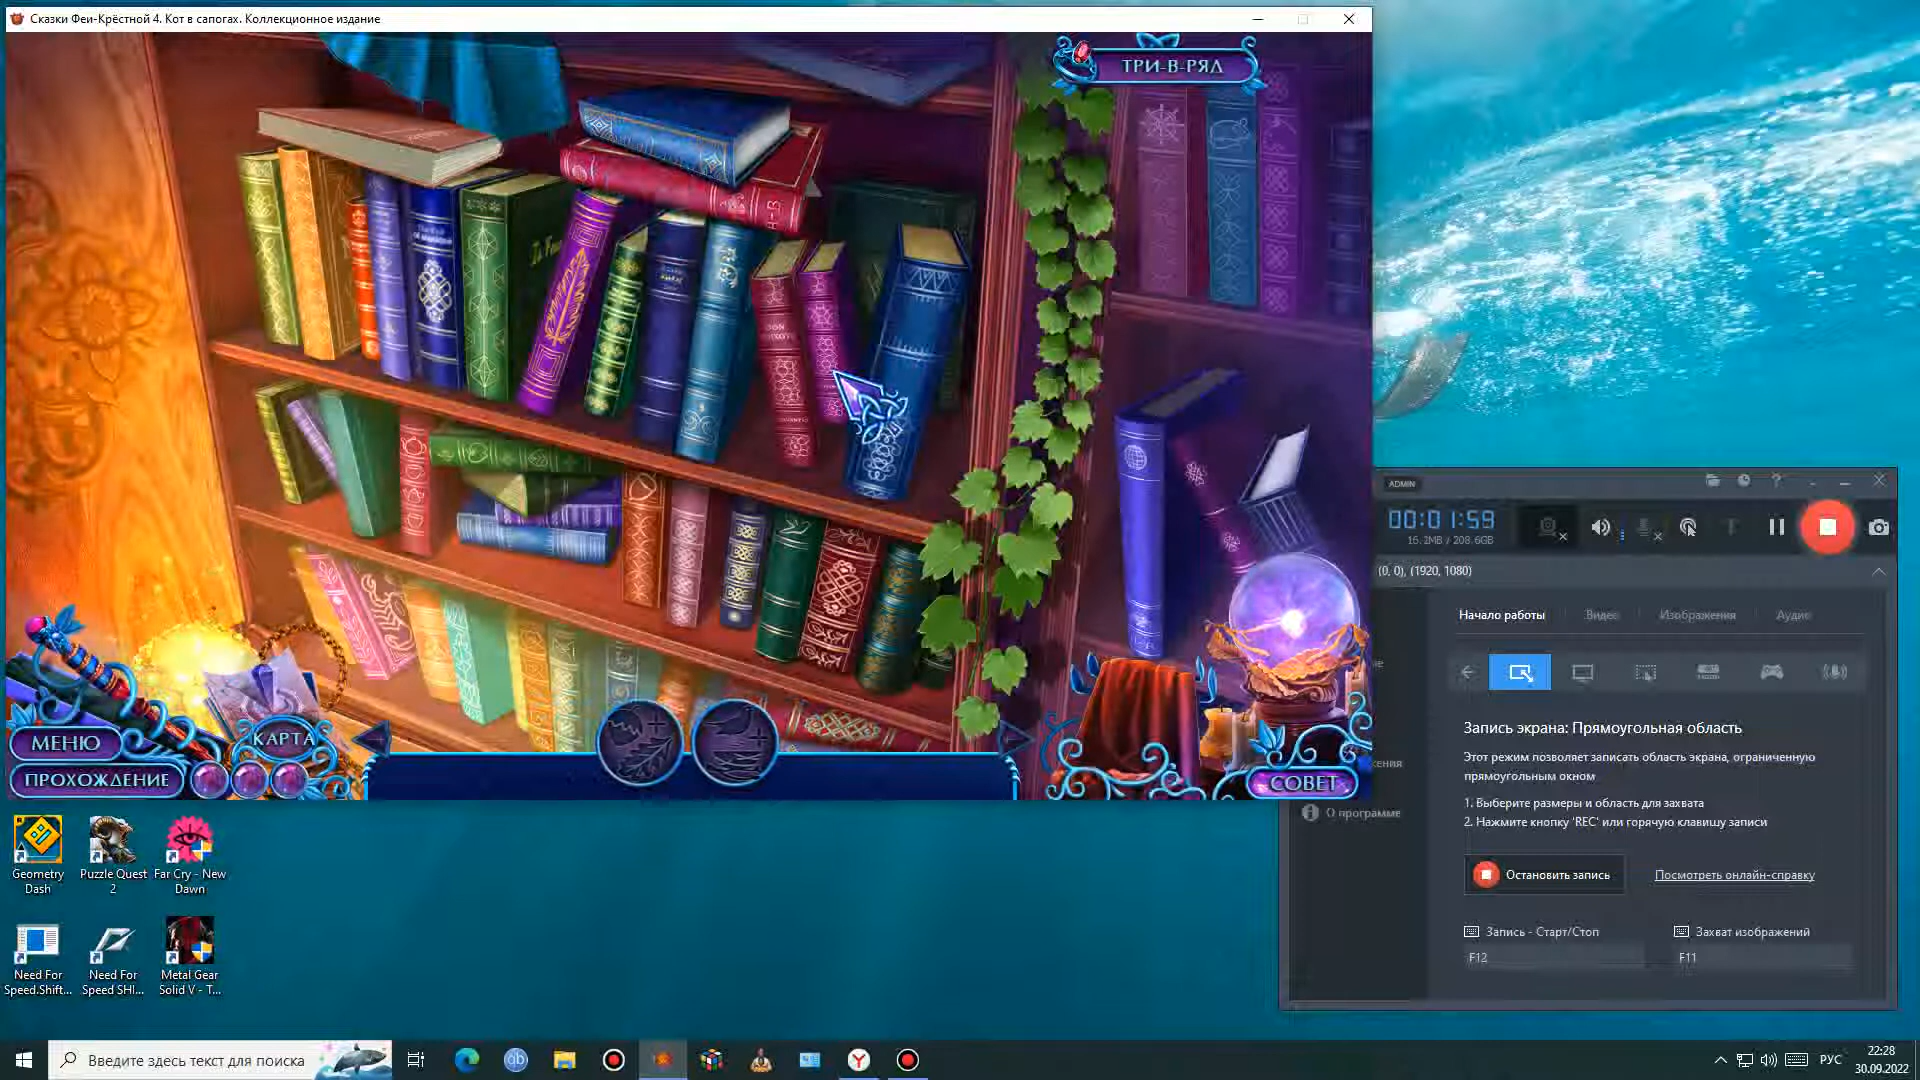 Сказки Феи-Крёстной 4. Кот в сапогах. Коллекционное издание
ТРИ-В-РЯД
МЕНЮ
КАРТА
ПРОХОЖДЕНИЕ
СОВЕТ
ADMIN
00:01:59
16.2MB / 208.6GB
(0, 0), (1920, 1080)
Начало работы
Видео
Изображения
Аудио
Запись экрана: Прямоугольная область
Этот режим позволяет записать область экрана, ограниченную
прямоугольным окном
1. Выберите размеры и область для захвата
2. Нажмите кнопку 'REC' или горячую клавишу записи
О программе
Остановить запись
Посмотреть онлайн-справку
Запись - Старт/Стоп
Захват изображений
F12
F11
Geometry
Dash
Puzzle Quest
2
Far Cry - New
Dawn
Need For
Speed.Shift...
Need For
Speed SHI...
Metal Gear
Solid V - T...
Введите здесь текст для поиска
РУС
22:28
30.09.2022